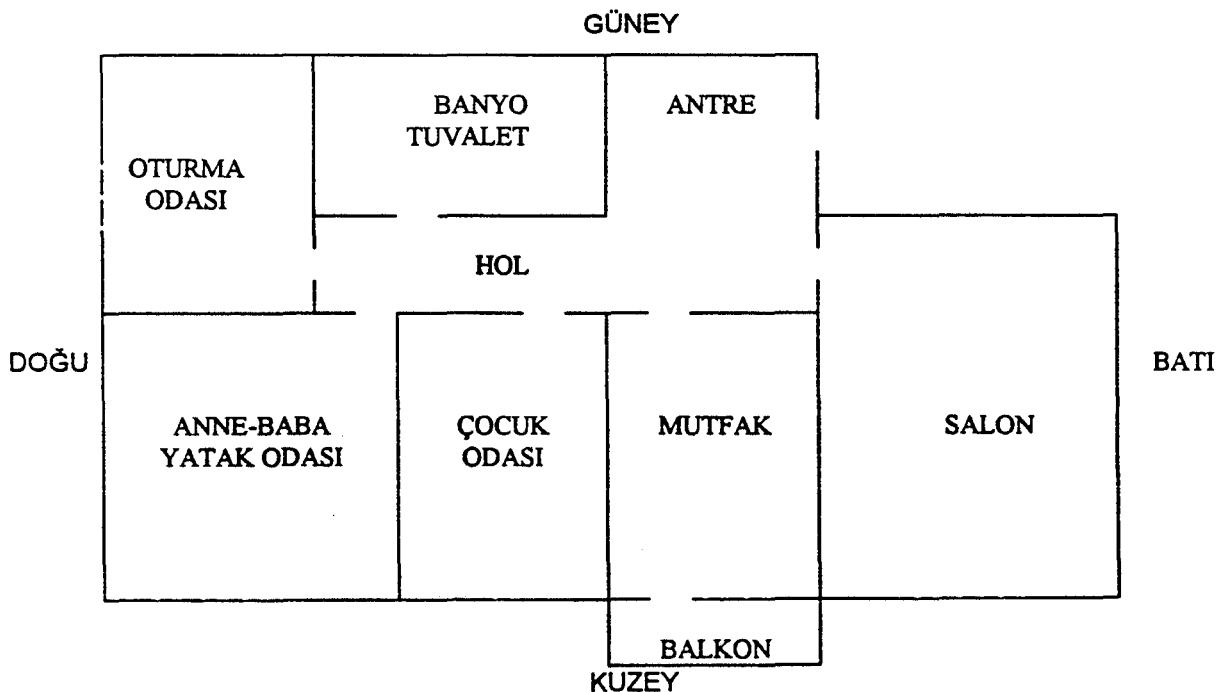 GÜNEY
BANYO
TUVALET
ANTRE
OTURMA
ODASI
HOL
DOĞU
BATI
ANNE-BABA
YATAK ODASI
ÇOCUK
ODASI
MUTFAK
SALON
BALKON
KUZEY